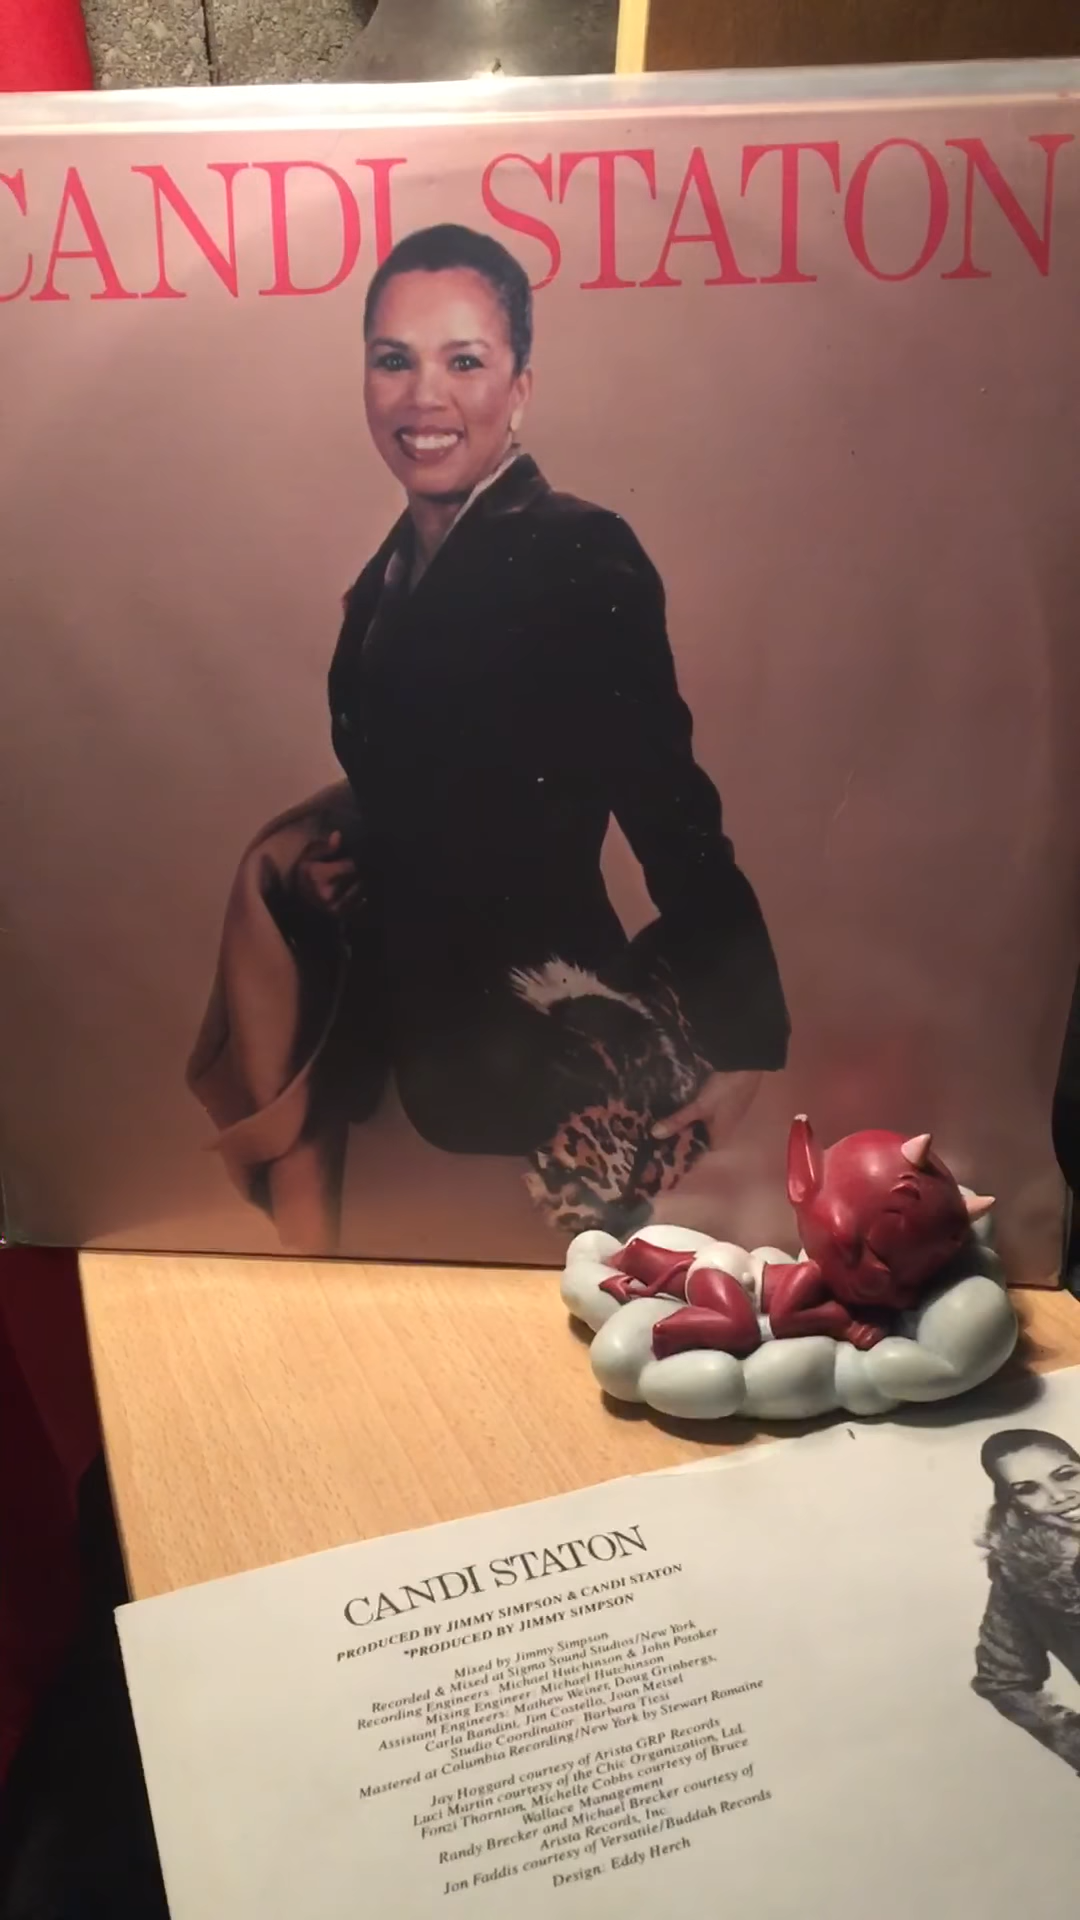 CANDI STATON
CANDI STATON
PRODUCED BY JIMMY SIMPSON & CANDI STATON
*PRODUCED BY JIMMY SIMPSON
Mixed by Jimmy Simpson
Recorded & Mixed at Sigma Sound Studios/New York
Recording Engineers: Michael Hutchinson & John Potoker
Mixing Engineer: Michael Hutchinson
Assistant Engineers: Mathew Weiner, Doug Grinbergs,
Carla Bandini, Jim Costello, Joan Meisel
Studio Coordinator: Barbara Tiesi
Mastered at Columbia Recording/New York by Stewart Romaine
Jay Hoggard courtesy of Arista GRP Records
Luci Martin courtesy of the Chic Organization, Ltd.
Fonzi Thornton, Michelle Cobbs courtesy of Bruce
Wallace Management
Randy Brecker and Michael Brecker courtesy of
Arista Records, Inc.
Jon Faddis courtesy of Versatile/Buddah Records
Design: Eddy Herch